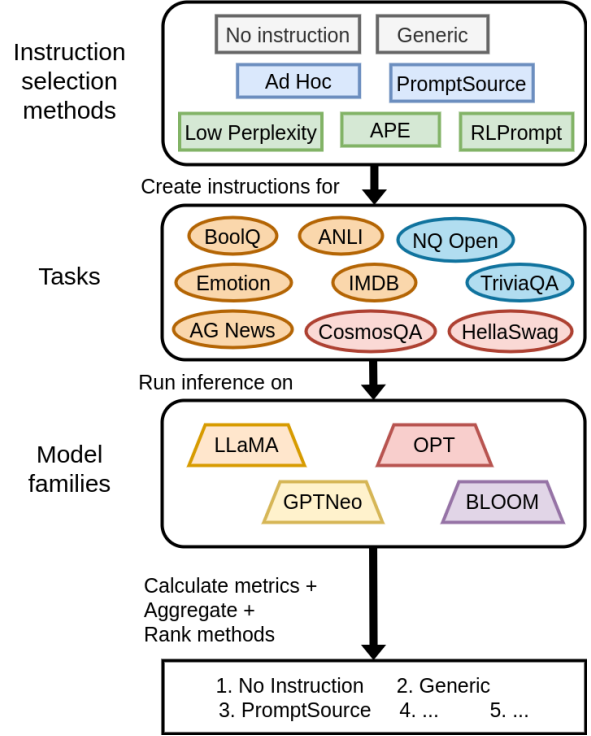 Instruction
selection
methods
No instruction
Generic
Ad Hoc
PromptSource
Low Perplexity
APE
RLPrompt
Create instructions for
Tasks
BoolQ
ANLI
NQ Open
Emotion
IMDB
TriviaQA
AG News
CosmosQA
HellaSwag
Run inference on
Model
families
LLaMA
OPT
GPTNeo
BLOOM
Calculate metrics +
Aggregate +
Rank methods
1. No Instruction 2. Generic
3. PromptSource 4. ... 5. ...